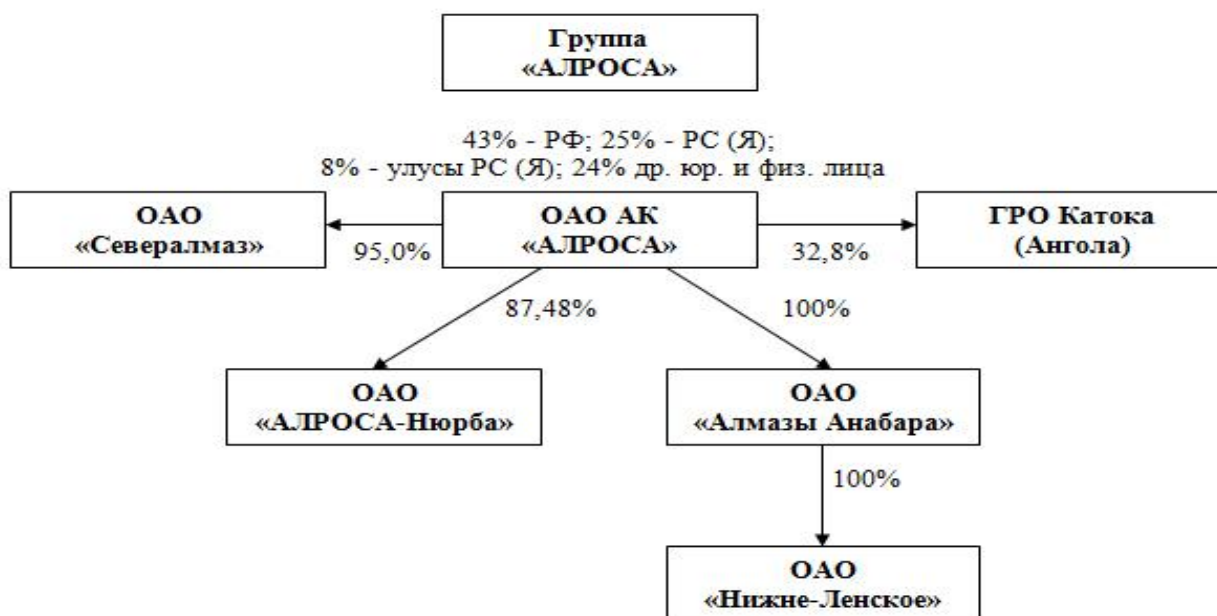 Группа
«АЛРОСА»
43% - РФ; 25% - РС (Я);
8% - улусы РС (Я); 24% др. юр. и физ. лица
ОАО
«Севералмаз»
95,0%
ОАО АК
«АЛРОСА»
32,8%
ГРО Катока
(Ангола)
87,48%
100%
ОАО
«АЛРОСА-Нюрба»
ОАО
«Алмазы Анабара»
100%
ОАО
«Нижне-Ленское»